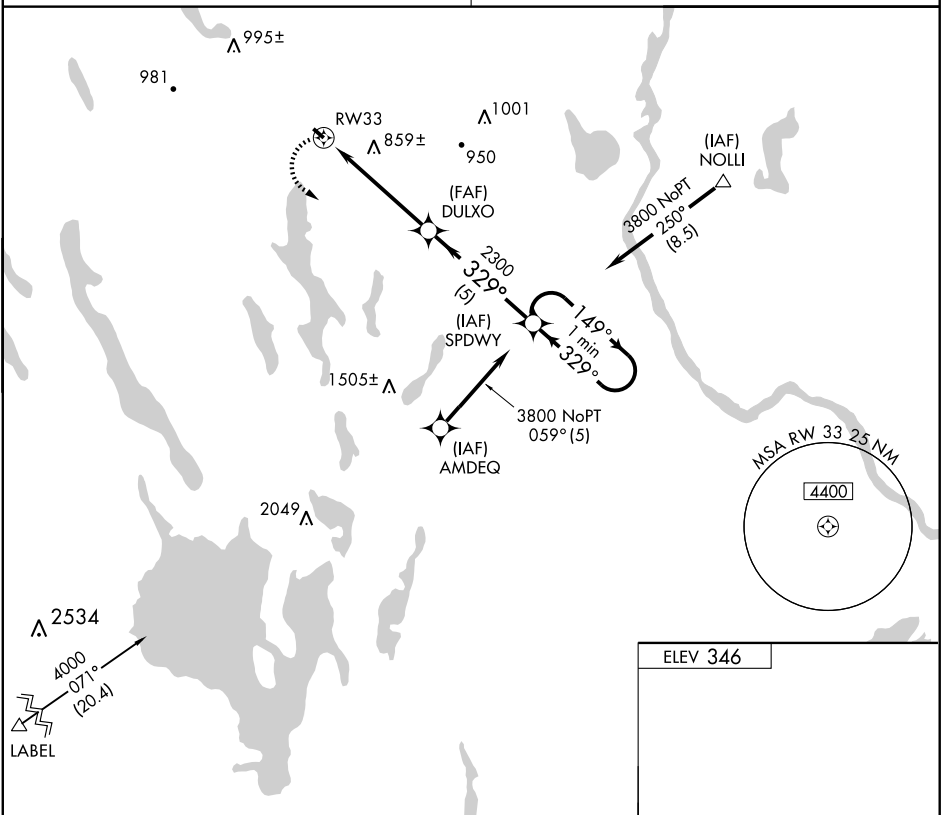 995±
981
RW33
859±
1001
950
(IAF)
NOLLI
3800 NoPT
250°
(8.5)
(FAF)
DULXO
2300
329°
(5)
(IAF)
SPDWY
149°
1 min
329°
1505±
3800 NoPT
059° (5)
(IAF)
AMDEQ
MSA RW 33 25 NM
4400
2049
2534
4000
071°
(20.4)
LABEL
ELEV 346